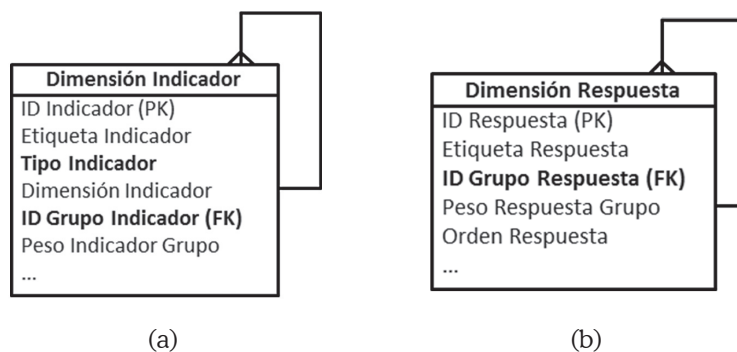 Dimensión Indicador
ID Indicador (PK)
Etiqueta Indicador
Tipo Indicador
Dimensión Indicador
ID Grupo Indicador (FK)
Peso Indicador Grupo
...
(a)
Dimensión Respuesta
ID Respuesta (PK)
Etiqueta Respuesta
ID Grupo Respuesta (FK)
Peso Respuesta Grupo
Orden Respuesta
...
(b)